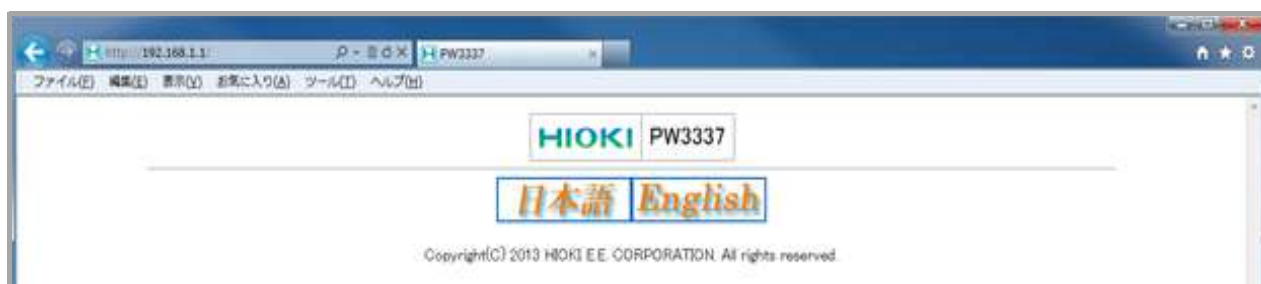 http://192.168.1.1/ PW3337
ファイル(F) 編集(E) 表示(V) お気に入り(A) ツール(T) ヘルプ(H)
HIOKI PW3337
日本語 English
Copyright(C) 2013 HIOKI E.E. CORPORATION. All rights reserved.